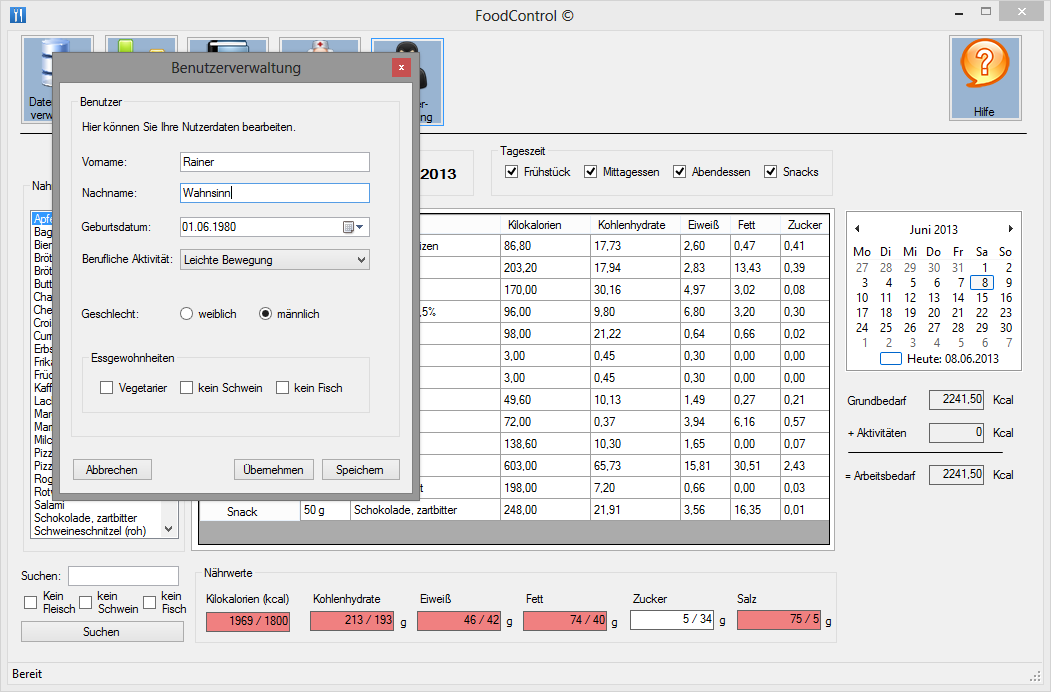 FoodControl ©
Date
verw
er-
ng
Hilfe
Benutzerverwaltung
Benutzer
Hier können Sie Ihre Nutzerdaten bearbeiten.
Vorname: Rainer
Nachname: Wahnsinn
Geburtsdatum: 01.06.1980
Berufliche Aktivität: Leichte Bewegung
Geschlecht: weiblich männlich
Essgewohnheiten
Vegetarier kein Schwein kein Fisch
Abbrechen Übernehmen Speichern
2013
Tageszeit
Frühstück Mittagessen Abendessen Snacks
Nah
Apfe
Bag
Bier
Bröt
Bröt
Butt
Cha
Che
Croi
Curr
Erbs
Frika
Früc
Kaff
Lac
Mar
Mar
Milc
Pizz
Pizz
Rog
Rotw
Salami
Schokolade, zartbitter
Schweineschnitzel (roh)
Kilokalorien Kohlenhydrate Eiweiß Fett Zucker
izen 86,80 17,73 2,60 0,47 0,41
203,20 17,94 2,83 13,43 0,39
170,00 30,16 4,97 3,02 0,08
,5% 96,00 9,80 6,80 3,20 0,30
98,00 21,22 0,64 0,66 0,02
3,00 0,45 0,30 0,00 0,00
3,00 0,45 0,30 0,00 0,00
49,60 10,13 1,49 0,27 0,21
72,00 0,37 3,94 6,16 0,57
138,60 10,30 1,65 0,00 0,07
603,00 65,73 15,81 30,51 2,43
t 198,00 7,20 0,66 0,00 0,03
Snack 50 g Schokolade, zartbitter 248,00 21,91 3,56 16,35 0,01
Juni 2013
Mo Di Mi Do Fr Sa So
27 28 29 30 31 1 2
3 4 5 6 7 8 9
10 11 12 13 14 15 16
17 18 19 20 21 22 23
24 25 26 27 28 29 30
1 2 3 4 5 6 7
Heute: 08.06.2013
Grundbedarf 2241,50 Kcal
+ Aktivitäten 0 Kcal
= Arbeitsbedarf 2241,50 Kcal
Suchen:
Kein Fleisch kein Schwein kein Fisch
Suchen
Nährwerte
Kilokalorien (kcal) Kohlenhydrate Eiweiß Fett Zucker Salz
1969 / 1800 213 / 193 g 46 / 42 g 74 / 40 g 5 / 34 g 75 / 5 g
Bereit